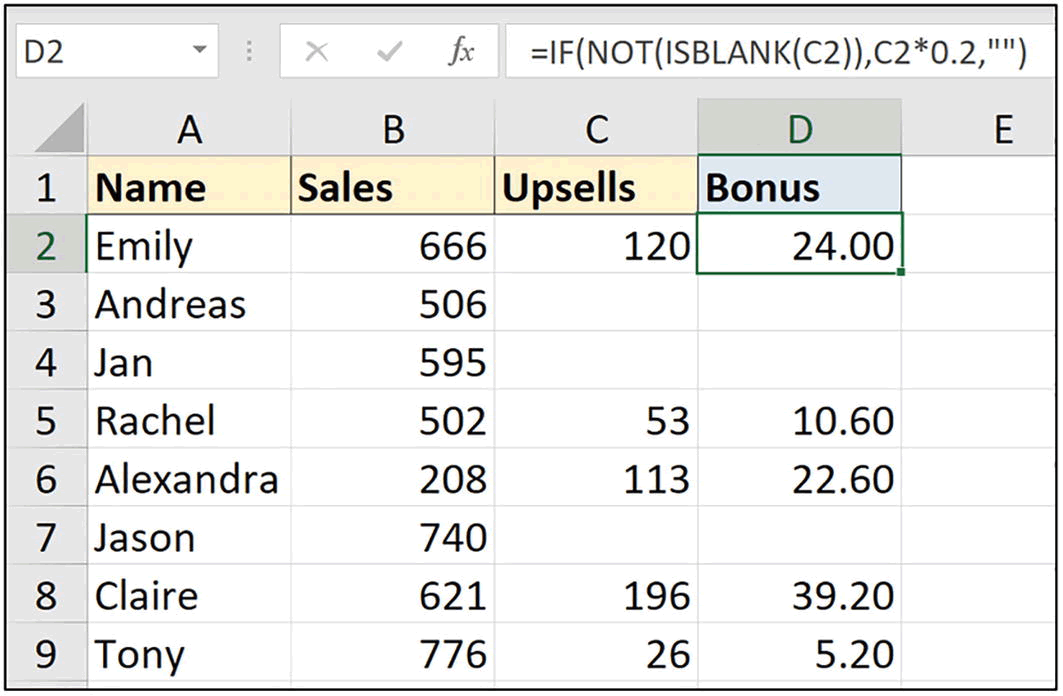 D2 fx =IF(NOT(ISBLANK(C2)),C2*0.2,"")
A B C D E
1 Name Sales Upsells Bonus
2 Emily 666 120 24.00
3 Andreas 506
4 Jan 595
5 Rachel 502 53 10.60
6 Alexandra 208 113 22.60
7 Jason 740
8 Claire 621 196 39.20
9 Tony 776 26 5.20